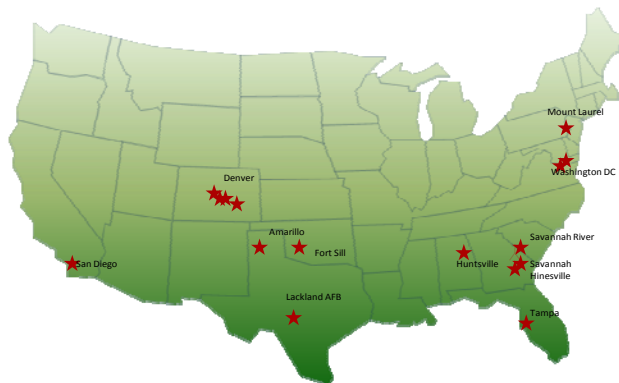 Mount Laurel
Washington DC
Denver
Amarillo
Fort Sill
San Diego
Huntsville
Savannah River
Savannah
Hinesville
Lackland AFB
Tampa